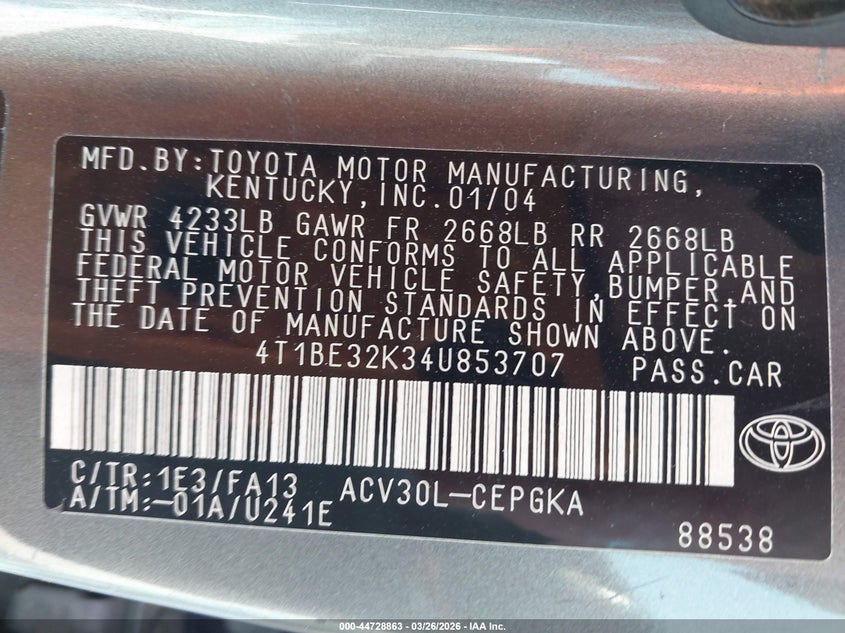 MFD.BY:TOYOTA MOTOR MANUFACTURING,
KENTUCKY,INC.01/04
GVWR 4233LB GAWR FR 2668LB RR 2668LB
THIS VEHICLE CONFORMS TO ALL APPLICABLE
FEDERAL MOTOR VEHICLE SAFETY,BUMPER,AND
THEFT PREVENTION STANDARDS IN EFFECT ON
THE DATE OF MANUFACTURE SHOWN ABOVE.
4T1BE32K34U853707 PASS.CAR
C/TR:1E3/FA13 ACV30L-CEPGKA
A/TM:-01A/U241E
88538
000-44728863 | 03/26/2026 - IAA Inc.